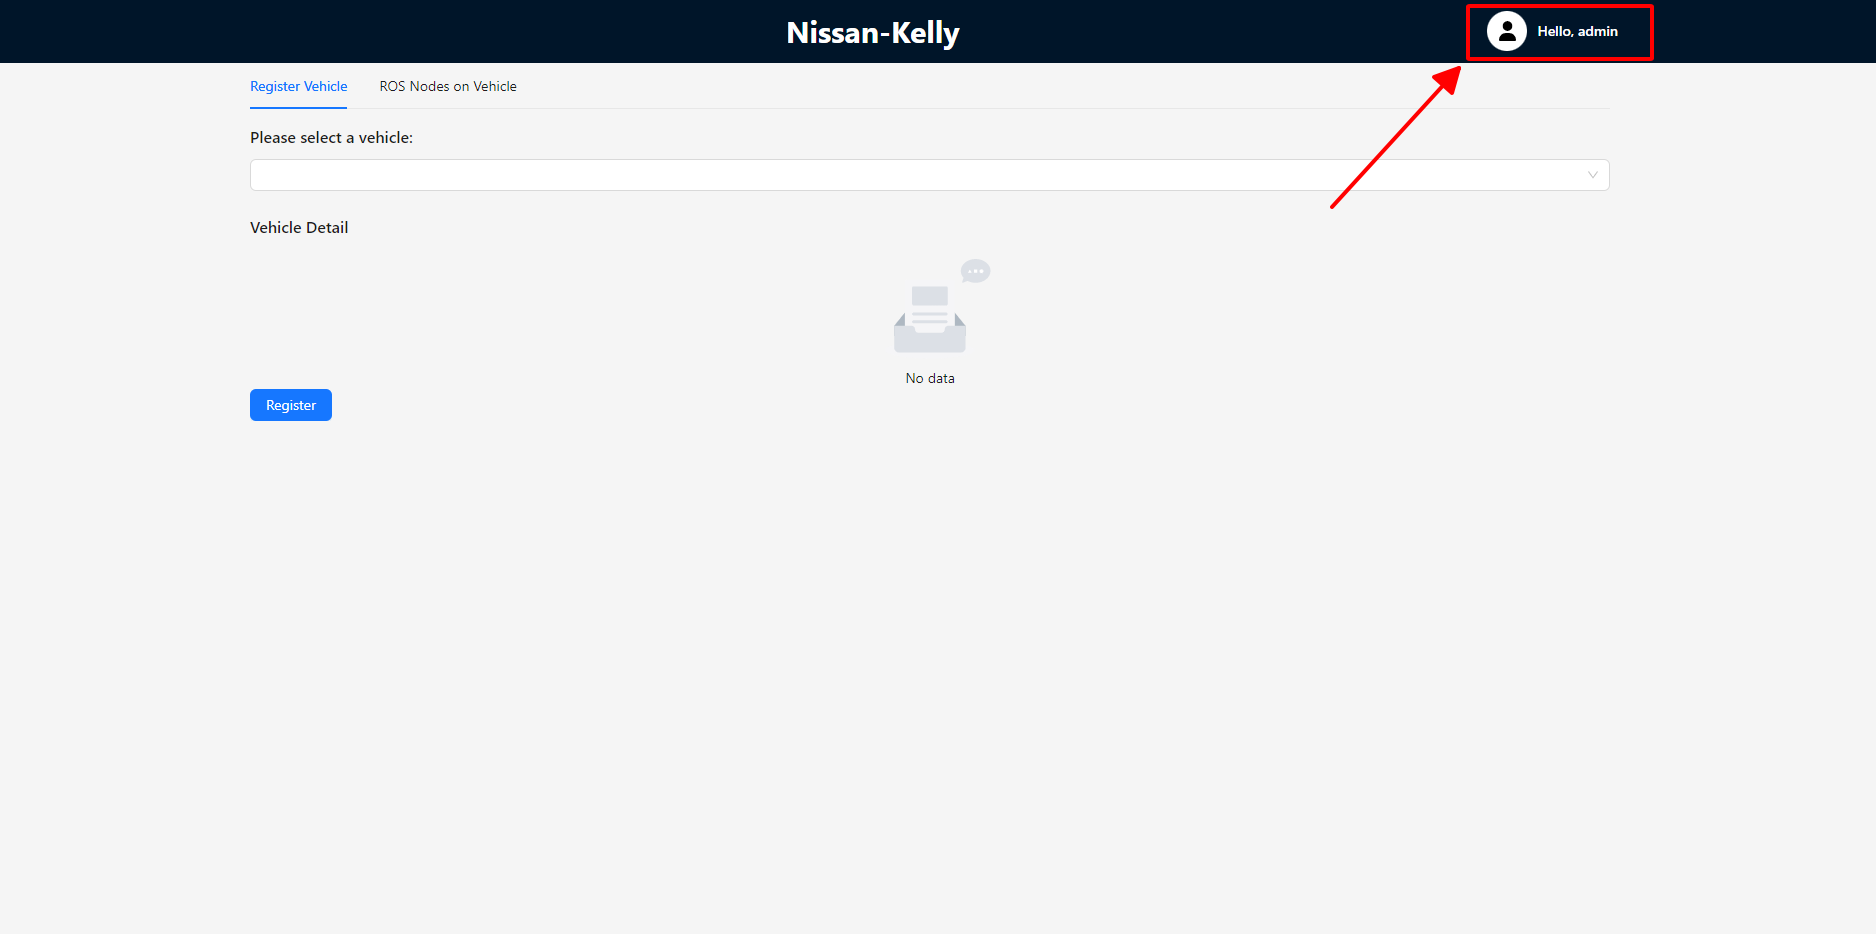 Nissan-Kelly
Hello, admin
Register Vehicle
ROS Nodes on Vehicle
Please select a vehicle:
Vehicle Detail
No data
Register